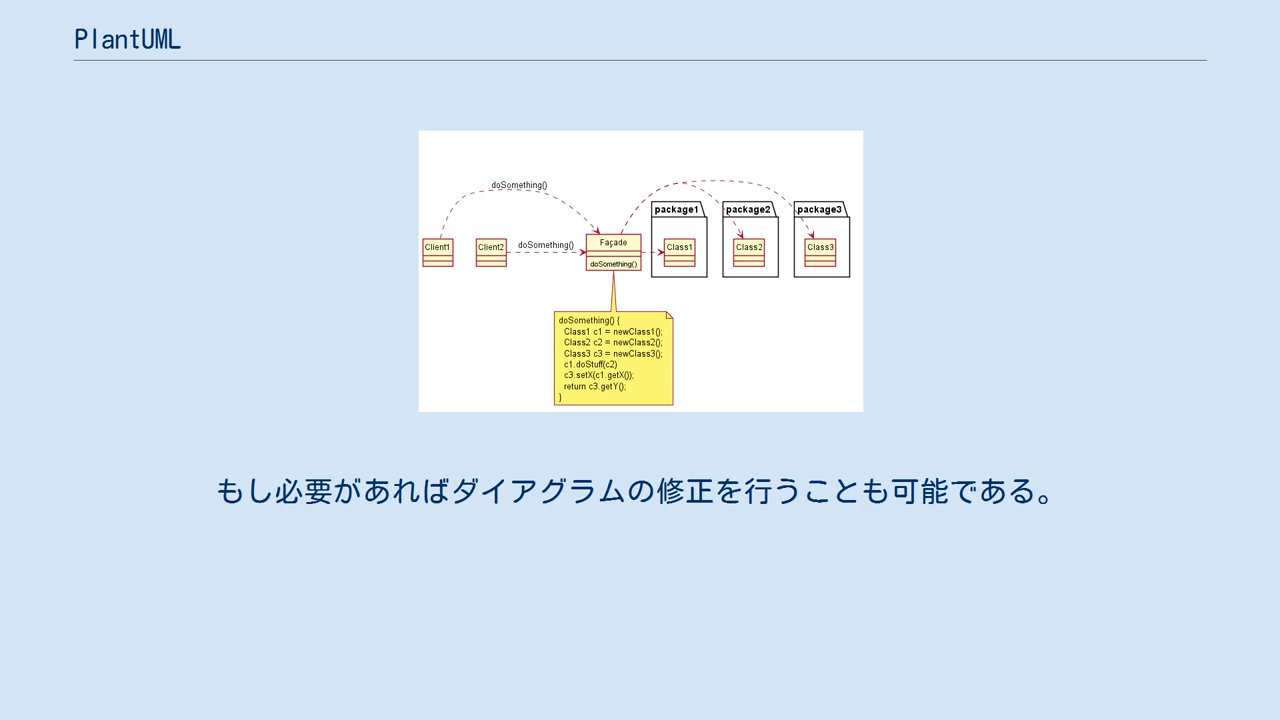 PlantUML
doSomething()
package1 package2 package3
Client1 Client2 doSomething() Façade Class1 Class2 Class3
doSomething()
doSomething() {
Class1 c1 = newClass1();
Class2 c2 = newClass2();
Class3 c3 = newClass3();
c1.doStuff(c2)
c3.setX(c1.getX());
return c3.getY();
}
もし必要があればダイアグラムの修正を行うことも可能である。